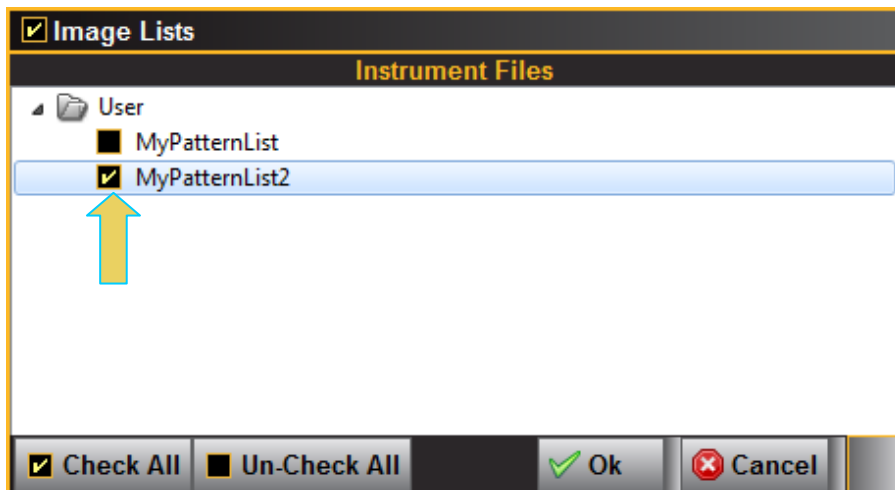 Image Lists
Instrument Files
User
MyPatternList
MyPatternList2
Check All Un-Check All Ok Cancel